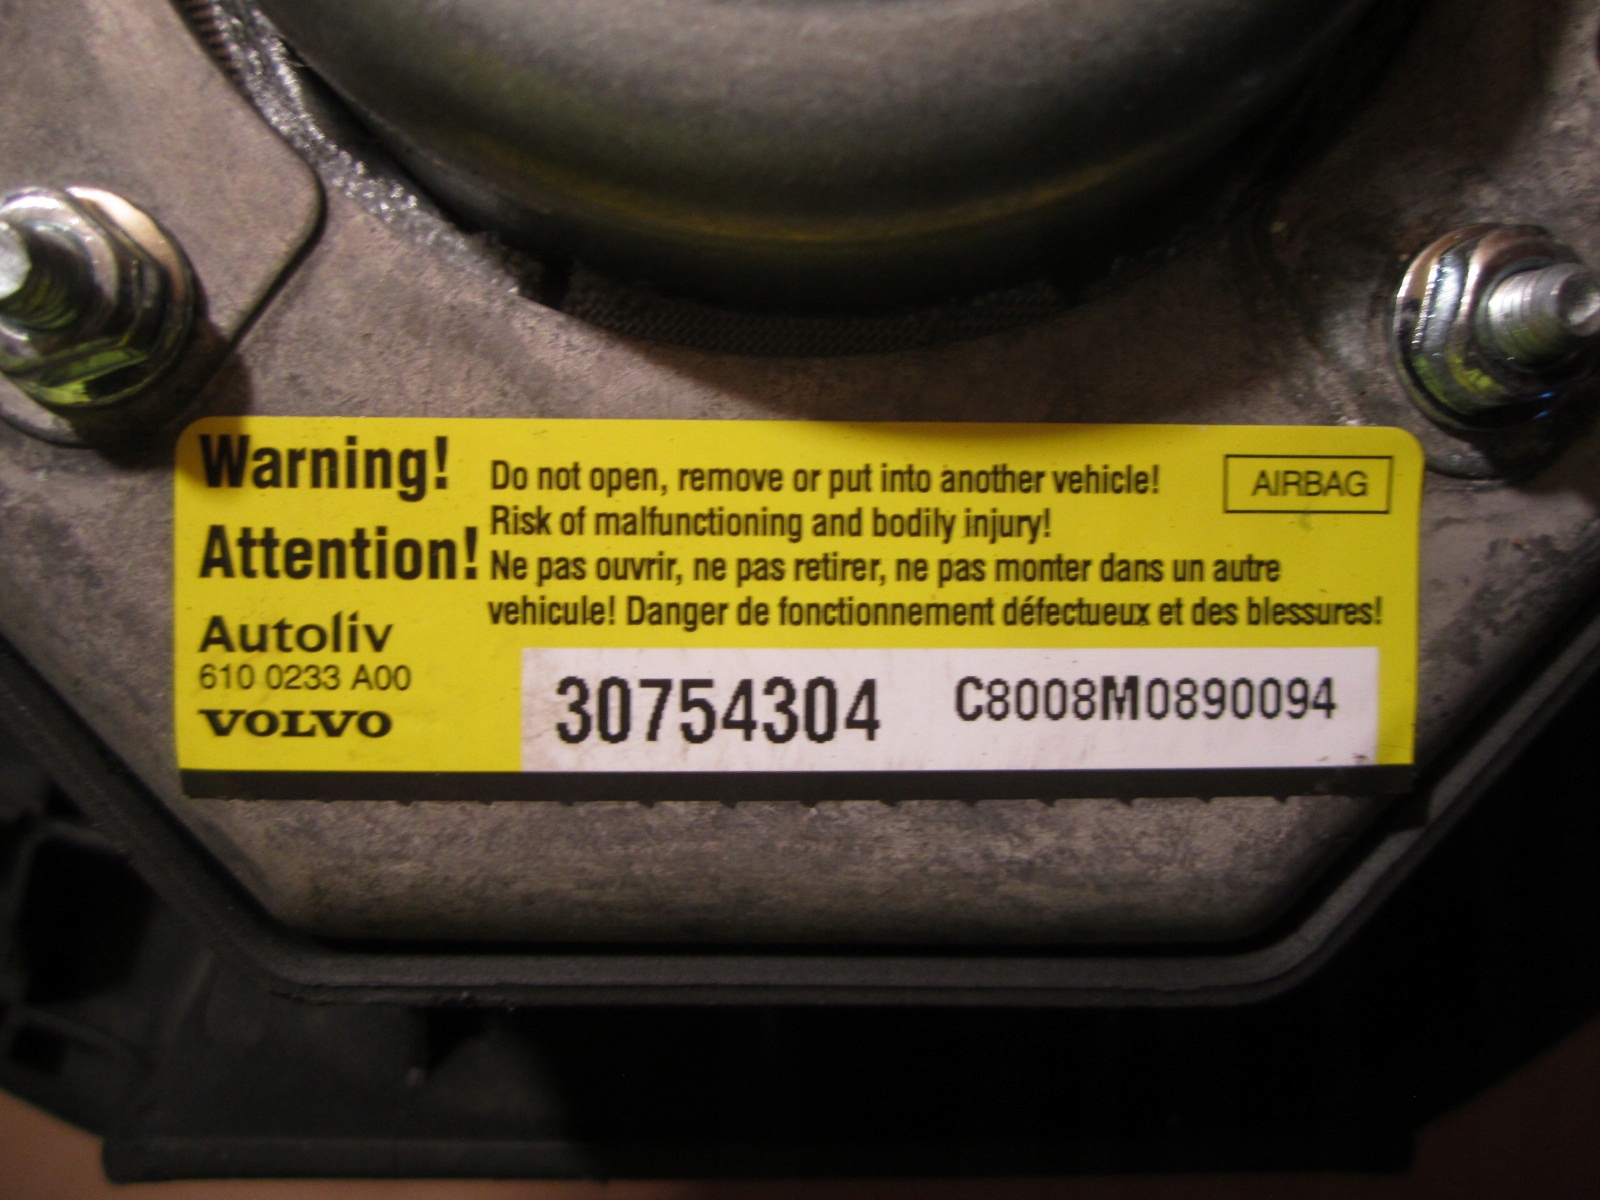 Warning!
Attention!
Do not open, remove or put into another vehicle!
Risk of malfunctioning and bodily injury!
Ne pas ouvrir, ne pas retirer, ne pas monter dans un autre
vehicule! Danger de fonctionnement défectueux et des blessures!
AIRBAG
Autoliv
610 0233 A00
VOLVO
30754304
C8008M0890094